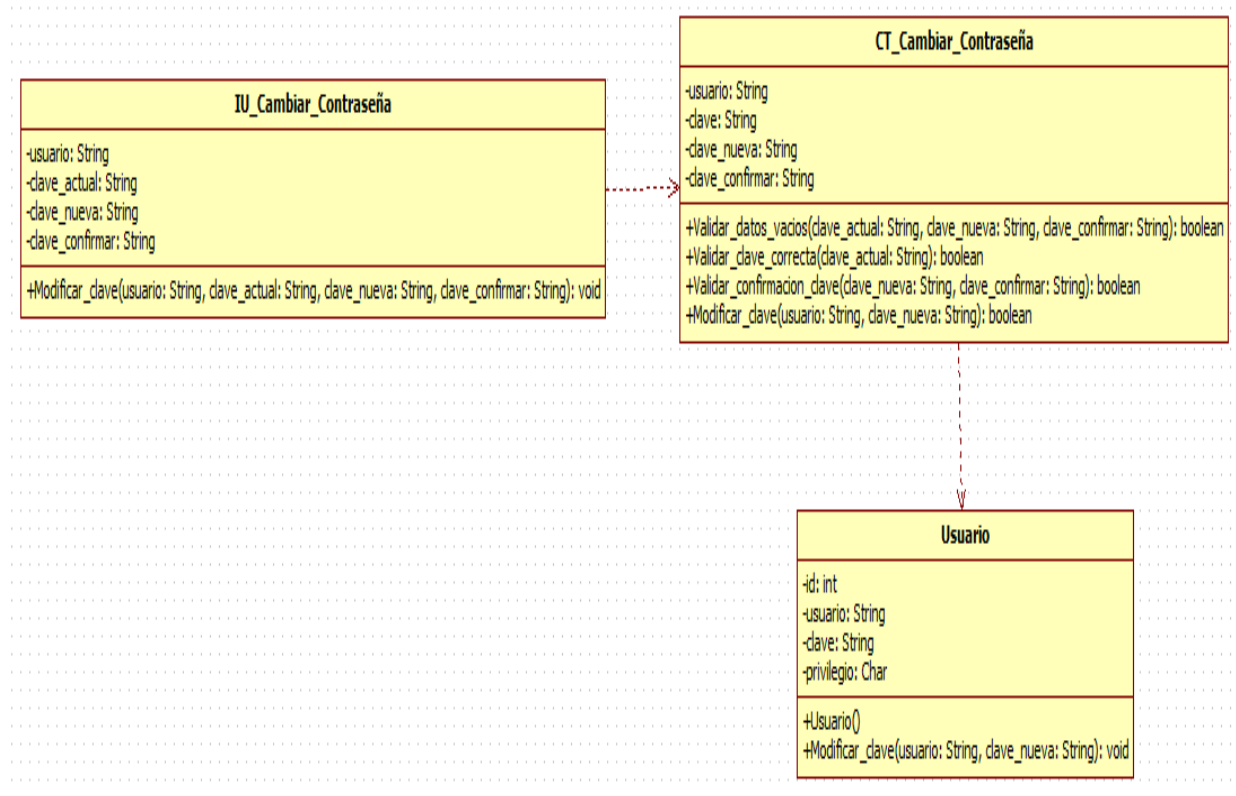 IU_Cambiar_Contraseña
-usuario: String
-clave_actual: String
-clave_nueva: String
-clave_confirmar: String
+Modificar_clave(usuario: String, clave_actual: String, clave_nueva: String, clave_confirmar: String): void
CT_Cambiar_Contraseña
-usuario: String
-clave: String
-clave_nueva: String
-clave_confirmar: String
+Validar_datos_vacios(clave_actual: String, clave_nueva: String, clave_confirmar: String): boolean
+Validar_clave_correcta(clave_actual: String): boolean
+Validar_confirmacion_clave(clave_nueva: String, clave_confirmar: String): boolean
+Modificar_clave(usuario: String, clave_nueva: String): boolean
Usuario
-id: int
-usuario: String
-clave: String
-privilegio: Char
+Usuario()
+Modificar_clave(usuario: String, clave_nueva: String): void